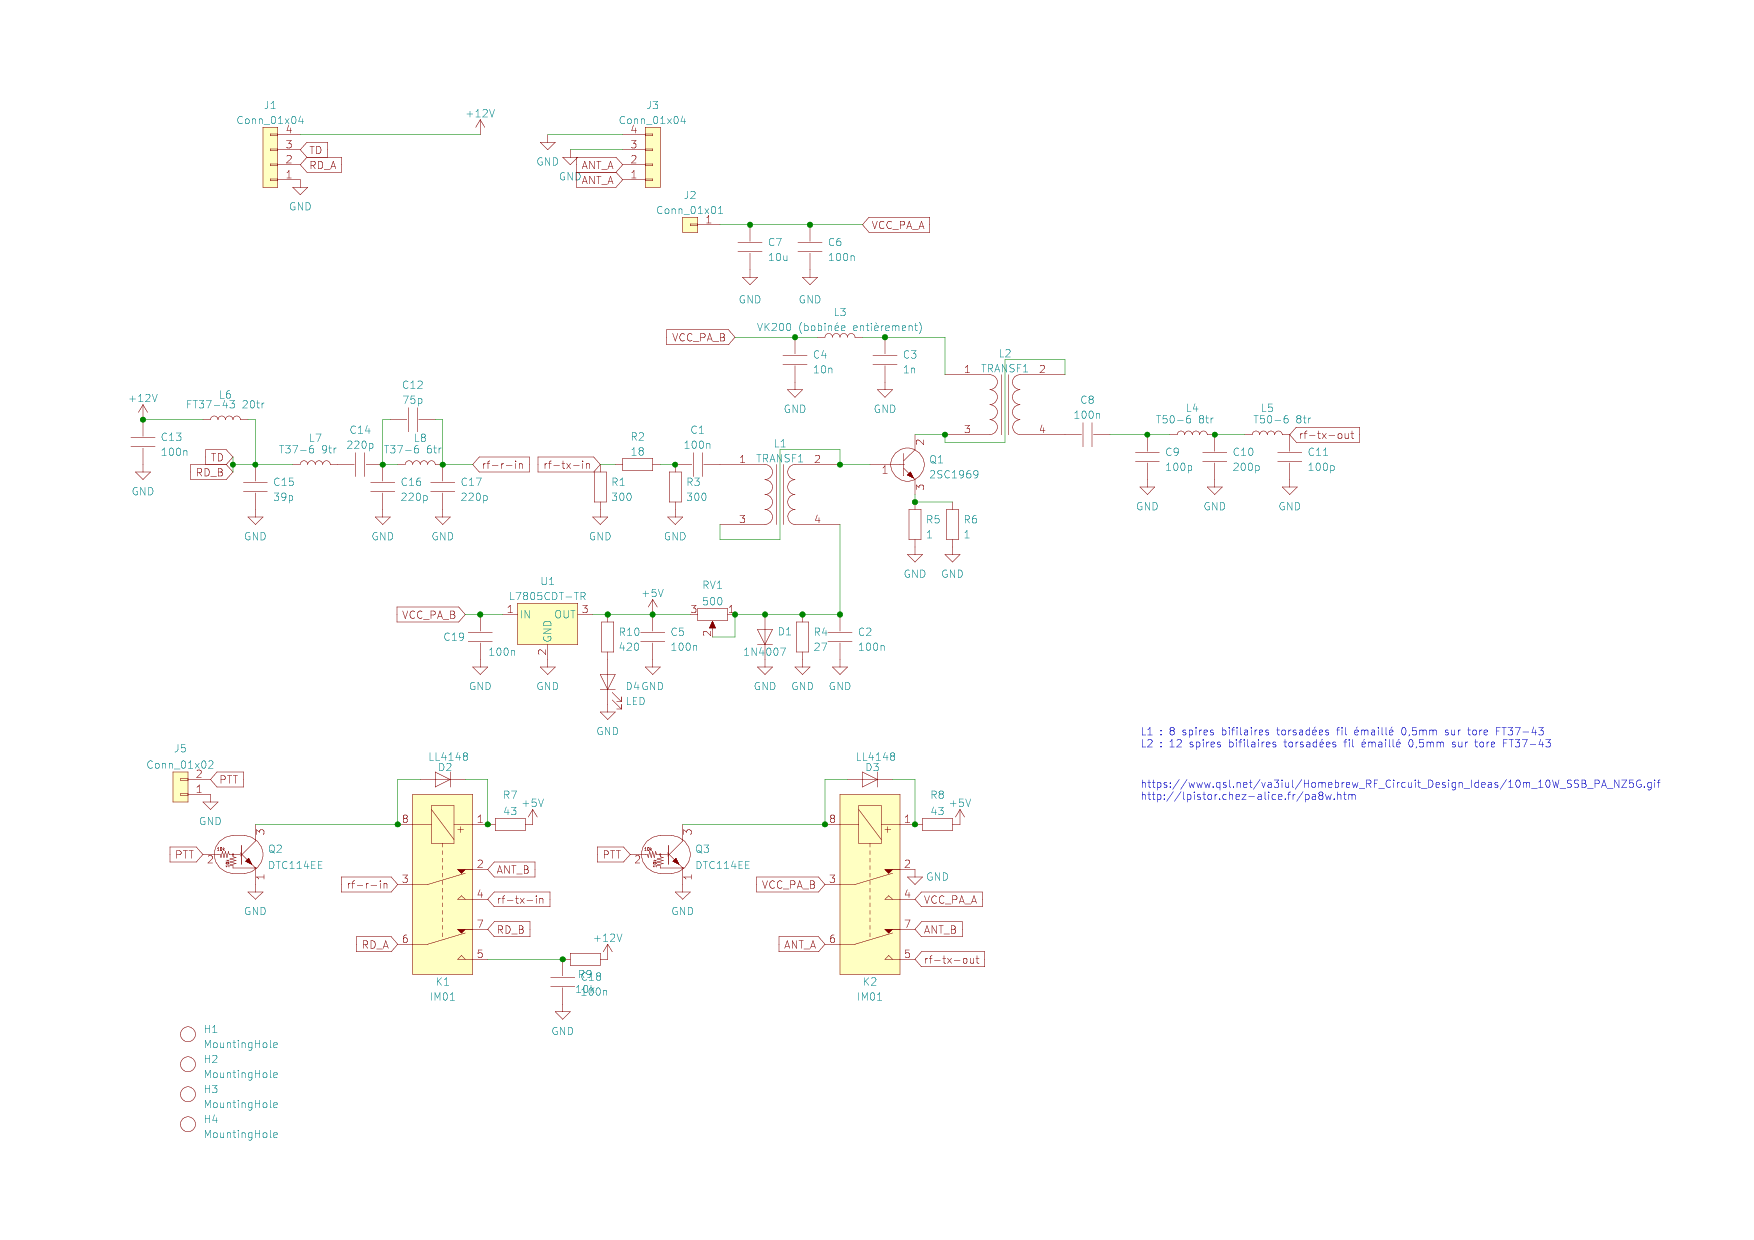 J1
Conn_01x04
4
3
2
1
TD
RD_A
GND
+12V
J3
Conn_01x04
4
3
2
1
GND
GND
ANT_A
ANT_A
J2
Conn_01x01
1
VCC_PA_A
C7
10u
GND
C6
100n
GND
L3
VK200 (bobinée entièrement)
VCC_PA_B
C4
10n
GND
C3
1n
GND
L2
TRANSF1
1
2
3
4
C8
100n
L4
T50-6 8tr
L5
T50-6 8tr
rf-tx-out
C9
100p
GND
C10
200p
GND
C11
100p
GND
+12V
L6
FT37-43 20tr
C13
100n
GND
TD
RD_B
L7
T37-6 9tr
C14
220p
C12
75p
L8
T37-6 6tr
rf-r-in
C15
39p
GND
C16
220p
GND
C17
220p
GND
rf-tx-in
R2
18
C1
100n
R1
300
GND
R3
300
GND
L1
TRANSF1
1
2
3
4
Q1
2SC1969
1
2
3
R5
1
GND
R6
1
GND
VCC_PA_B
U1
L7805CDT-TR
1
IN
OUT
3
GND
2
GND
C19
100n
GND
R10
420
D4
LED
GND
+5V
C5
100n
GND
RV1
500
3
1
2
D1
1N4007
GND
R4
27
GND
C2
100n
GND
L1 : 8 spires bifilaires torsadées fil émaillé 0,5mm sur tore FT37-43
L2 : 12 spires bifilaires torsadées fil émaillé 0,5mm sur tore FT37-43
https://www.qsl.net/va3iul/Homebrew_RF_Circuit_Design_Ideas/10m_10W_SSB_PA_NZ5G.gif
http://lpistor.chez-alice.fr/pa8w.htm
J5
Conn_01x02
2
1
PTT
GND
PTT
2
3
1
10k
Q2
DTC114EE
GND
LL4148
D2
R7
43
+5V
8
1
+
2
ANT_B
rf-r-in
3
4
rf-tx-in
7
RD_B
RD_A
6
5
K1
IM01
+12V
R9
10k
C18
100n
GND
PTT
2
3
1
10k
Q3
DTC114EE
GND
LL4148
D3
R8
43
+5V
8
1
+
2
GND
VCC_PA_B
3
4
VCC_PA_A
7
ANT_B
ANT_A
6
5
rf-tx-out
K2
IM01
H1
MountingHole
H2
MountingHole
H3
MountingHole
H4
MountingHole